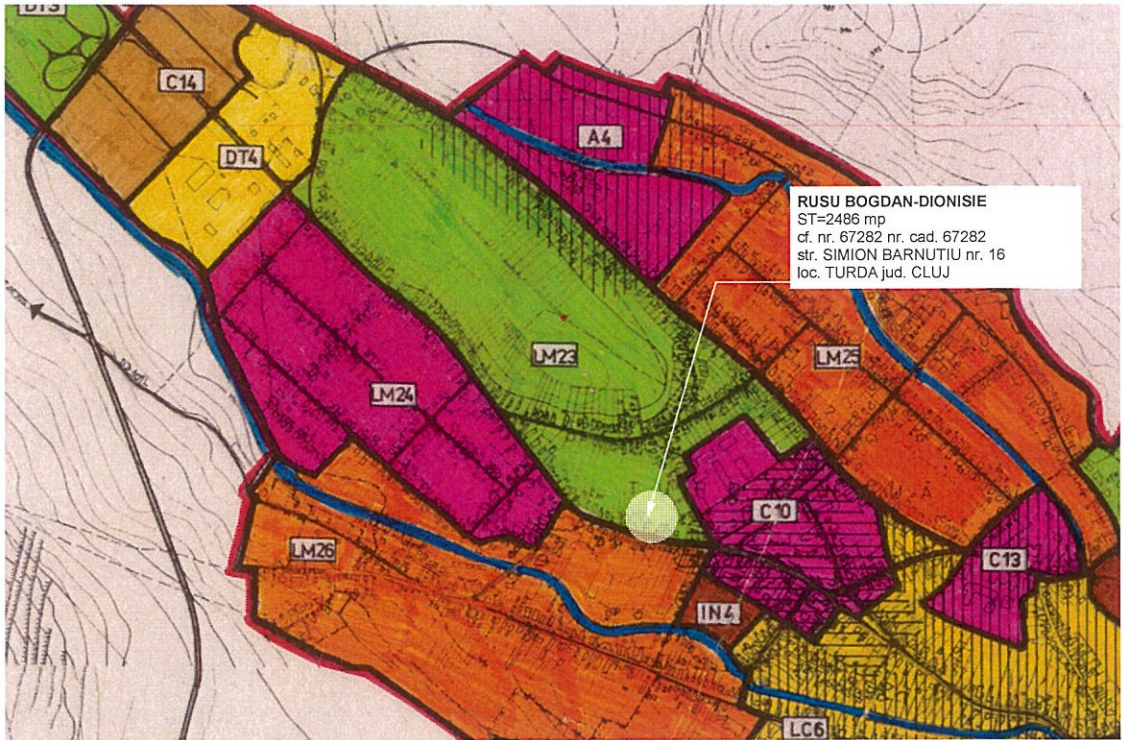 DT3
C14
DT4
A4
RUSU BOGDAN-DIONISIE
ST=2486 mp
cf. nr. 67282 nr. cad. 67282
str. SIMION BARNUTIU nr. 16
loc. TURDA jud. CLUJ
LM23
LM25
LM24
C10
LM26
C13
IN4
LC6